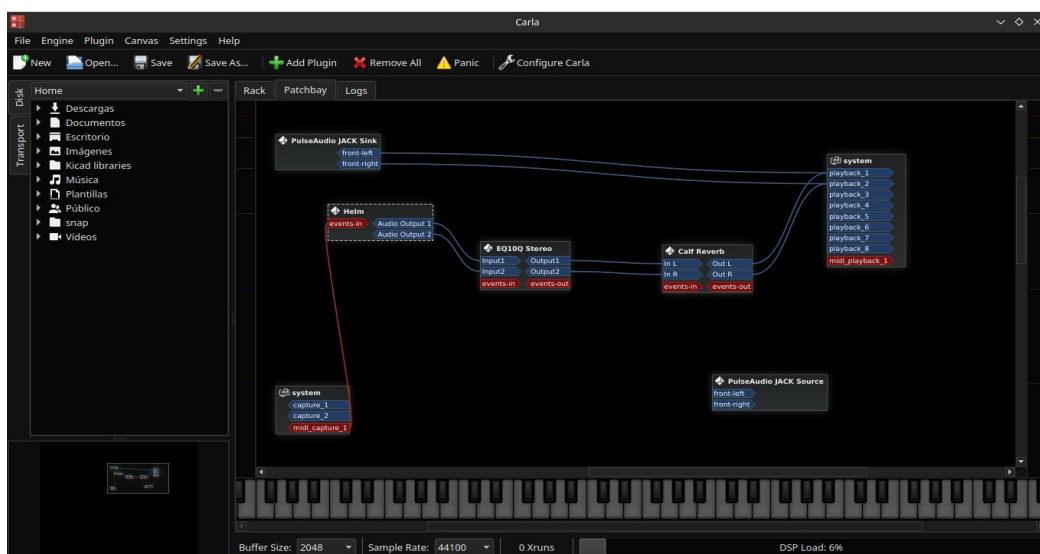 Carla
File Engine Plugin Canvas Settings Help
New Open... Save Save As... Add Plugin Remove All Panic Configure Carla
Disk
Transport
Home
Descargas
Documentos
Escritorio
Imágenes
Kicad libraries
Música
Plantillas
Público
snap
Vídeos
Rack Patchbay Logs
PulseAudio JACK Sink
front-left
front-right
system
playback_1
playback_2
playback_3
playback_4
playback_5
playback_6
playback_7
playback_8
midi_playback_1
Helm
events-in Audio Output 1
Audio Output 2
EQ10Q Stereo
Input1 Output1
Input2 Output2
events-in events-out
Calf Reverb
In L Out L
In R Out R
events-in events-out
system
capture_1
capture_2
midi_capture_1
PulseAudio JACK Source
front-left
front-right
Buffer Size: 2048 Sample Rate: 44100 0 Xruns DSP Load: 6%